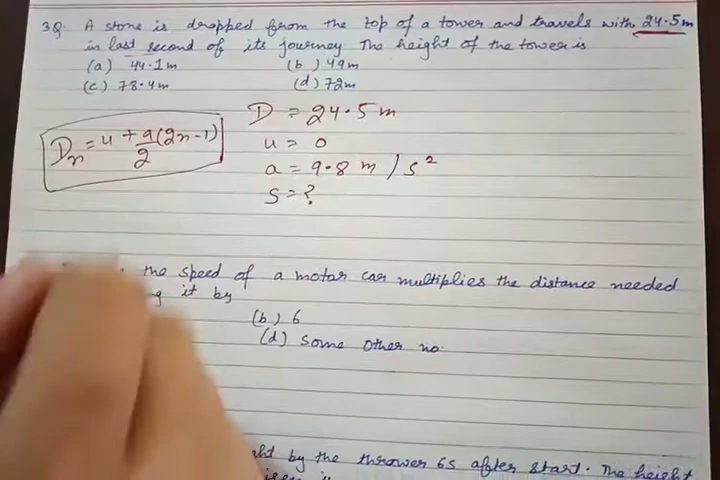 3Q. A stone is dropped from the top of a tower and travels with 24.5m
in last second of its journey The height of the tower is
(a) 44.1m (b) 49m
(c) 78.4m (d) 72m
D = 24.5 m
Dn = u + a/2 (2n-1)
u = 0
a = 9.8 m/s²
S = ?
the speed of a motor car multiplies the distance needed
g it by
(b) 6
(d) some other no.
ght by the thrower 6s after start. The height